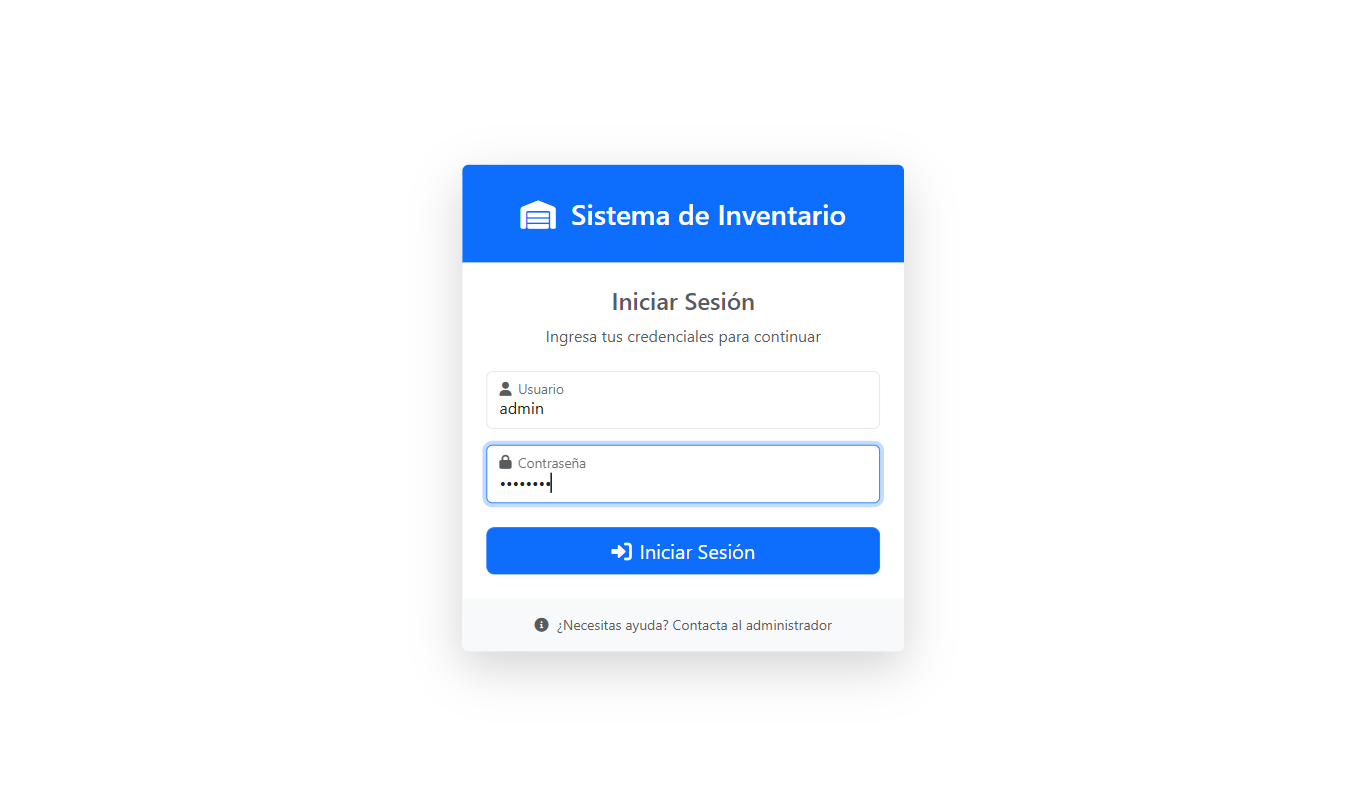 Sistema de Inventario
Iniciar Sesión
Ingresa tus credenciales para continuar
Usuario
admin
Contraseña
••••••••
Iniciar Sesión
¿Necesitas ayuda? Contacta al administrador